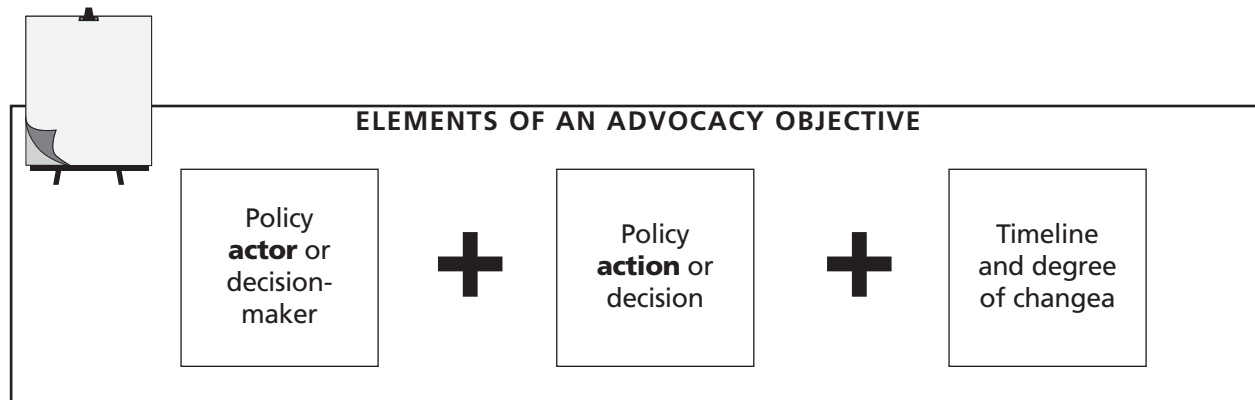 ELEMENTS OF AN ADVOCACY OBJECTIVE
Policy
actor or
decision-
maker
Policy
action or
decision
Timeline
and degree
of changea